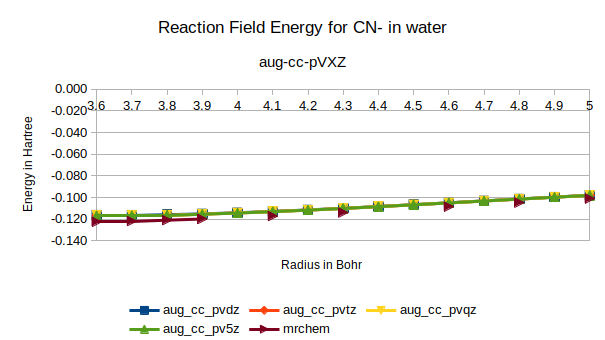 Reaction Field Energy for CN- in water
aug-cc-pVXZ
0.000
3.6 3.7 3.8 3.9 4 4.1 4.2 4.3 4.4 4.5 4.6 4.7 4.8 4.9 5
-0.020
-0.040
-0.060
-0.080
-0.100
-0.120
-0.140
Energy in Hartree
Radius in Bohr
aug_cc_pvdz aug_cc_pvtz aug_cc_pvqz
aug_cc_pv5z mrchem